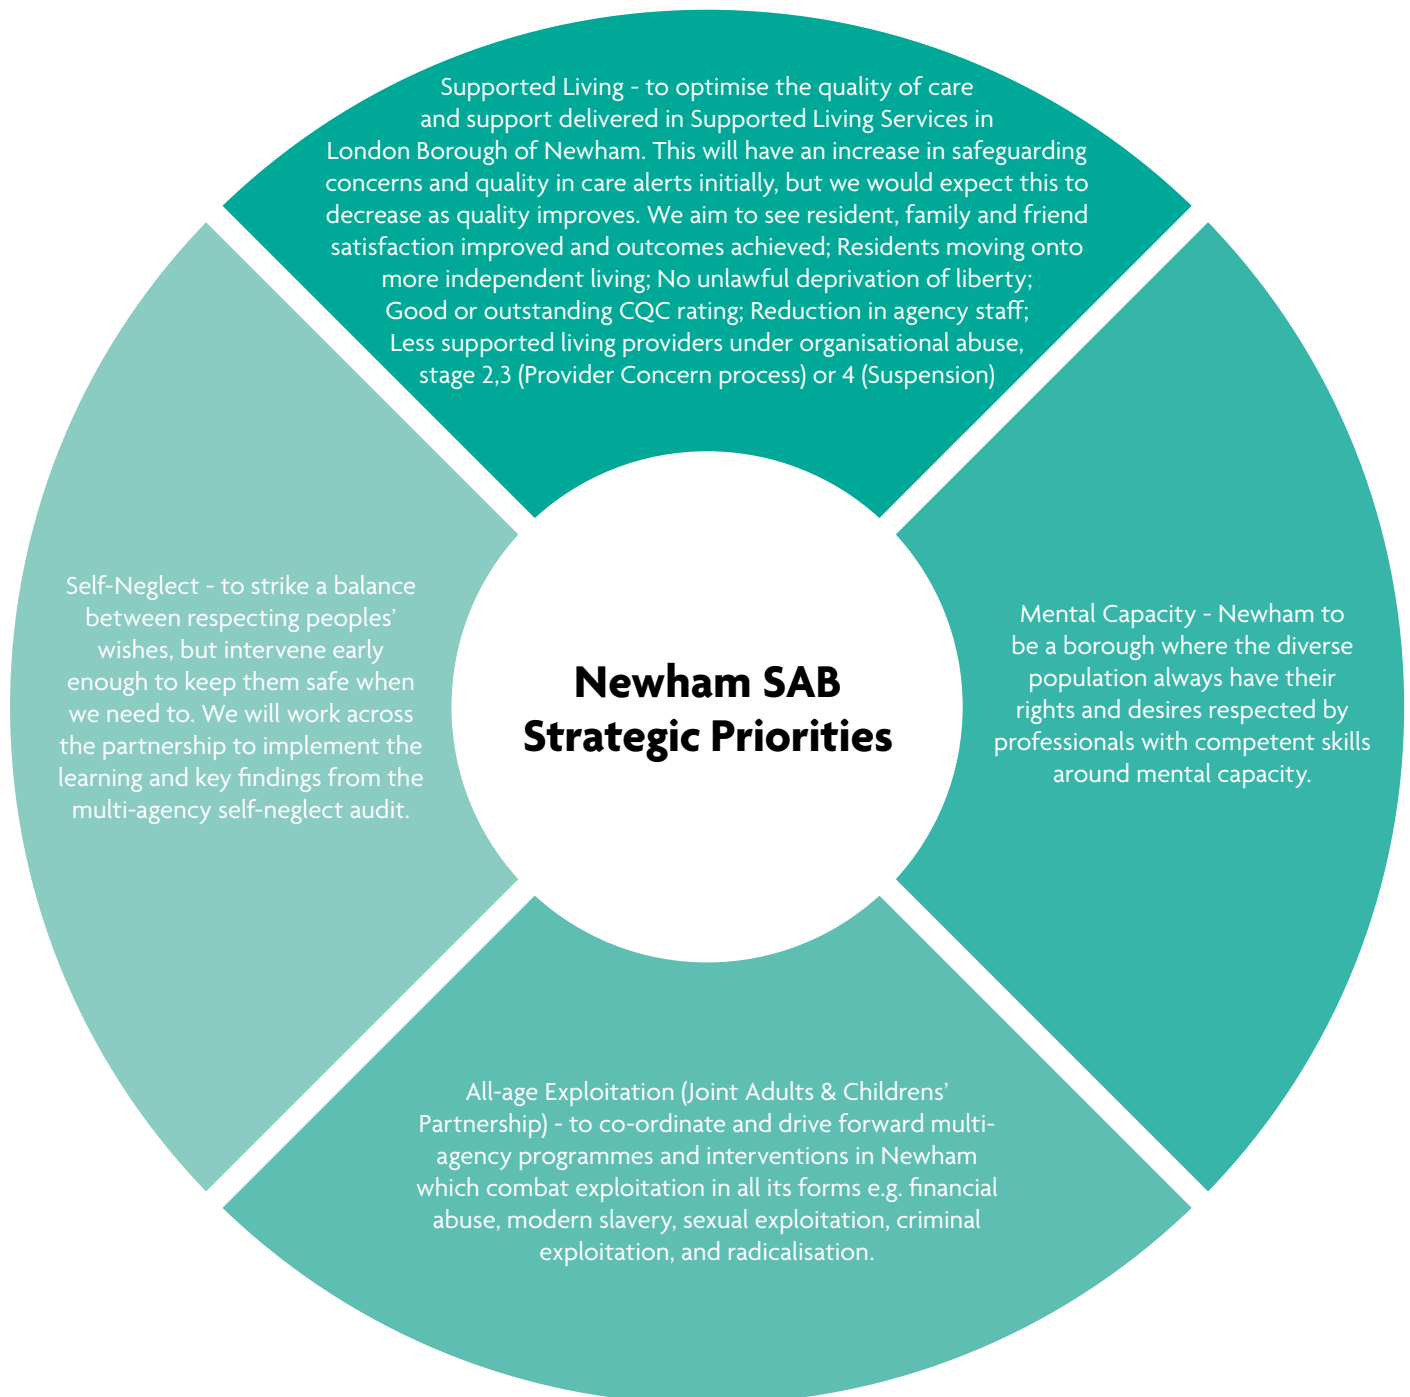 Supported Living - to optimise the quality of care
and support delivered in Supported Living Services in
London Borough of Newham. This will have an increase in safeguarding
concerns and quality in care alerts initially, but we would expect this to
decrease as quality improves. We aim to see resident, family and friend
satisfaction improved and outcomes achieved; Residents moving onto
more independent living; No unlawful deprivation of liberty;
Good or outstanding CQC rating; Reduction in agency staff;
Less supported living providers under organisational abuse,
stage 2,3 (Provider Concern process) or 4 (Suspension)
Self-Neglect - to strike a balance
between respecting peoples’
wishes, but intervene early
enough to keep them safe when
we need to. We will work across
the partnership to implement the
learning and key findings from the
multi-agency self-neglect audit.
Newham SAB
Strategic Priorities
Mental Capacity - Newham to
be a borough where the diverse
population always have their
rights and desires respected by
professionals with competent skills
around mental capacity.
All-age Exploitation (Joint Adults & Childrens’
Partnership) - to co-ordinate and drive forward multi-
agency programmes and interventions in Newham
which combat exploitation in all its forms e.g. financial
abuse, modern slavery, sexual exploitation, criminal
exploitation, and radicalisation.